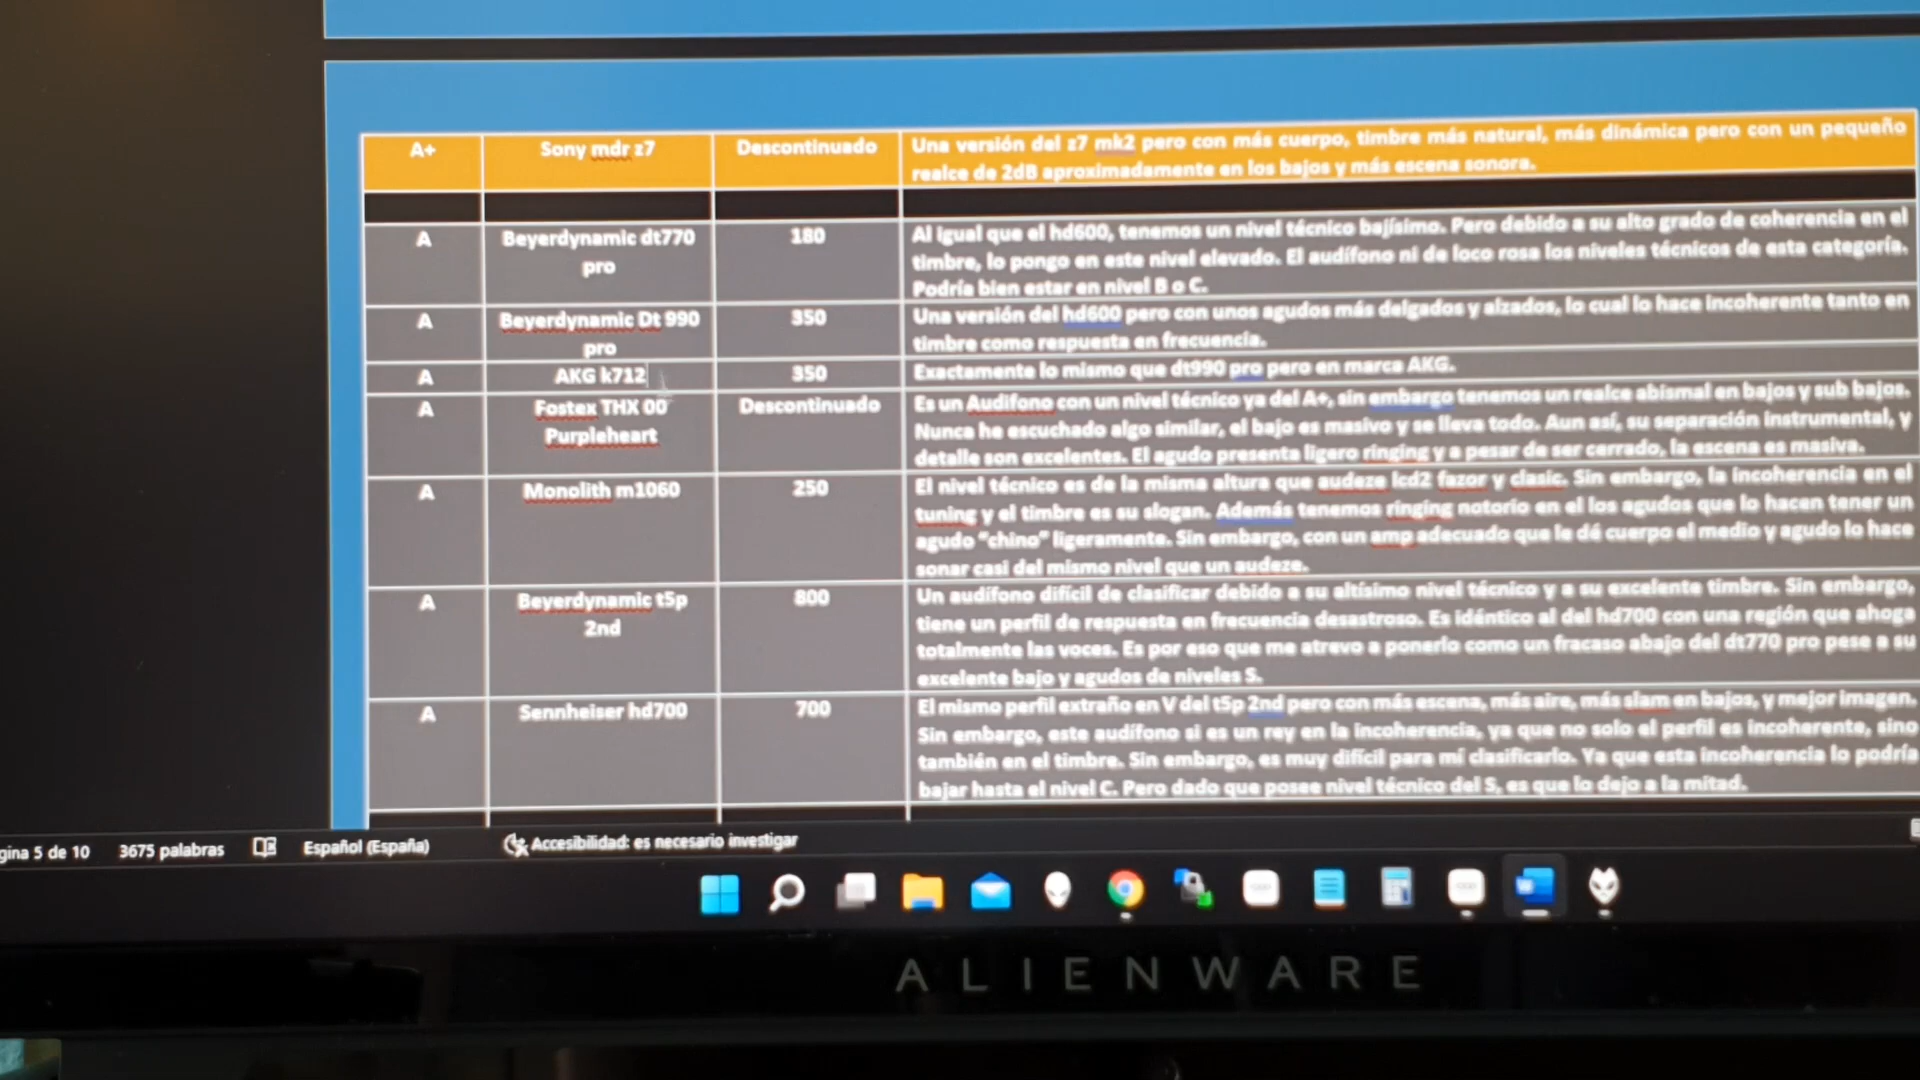 A+ Sony mdr z7 Descontinuado Una versión del z7 mk2 pero con más cuerpo, timbre más natural, más dinámica pero con un pequeño
realce de 2dB aproximadamente en los bajos y más escena sonora.
A Beyerdynamic dt770 180 Al igual que el hd600, tenemos un nivel técnico bajísimo. Pero debido a su alto grado de coherencia en el
pro timbre, lo pongo en este nivel elevado. El audífono ni de loco rosa los niveles técnicos de esta categoría.
Podría bien estar en nivel B o C.
A Beyerdynamic Dt 990 350 Una versión del hd600 pero con unos agudos más delgados y alzados, lo cual lo hace incoherente tanto en
pro timbre como respuesta en frecuencia.
A AKG k712 350 Exactamente lo mismo que dt990 pro pero en marca AKG.
A Fostex THX 00 Descontinuado Es un Audifono con un nivel técnico ya del A+, sin embargo tenemos un realce abismal en bajos y sub bajos.
Purpleheart Nunca he escuchado algo similar, el bajo es masivo y se lleva todo. Aun así, su separación instrumental, y
detalle son excelentes. El agudo presenta ligero ringing y a pesar de ser cerrado, la escena es masiva.
A Monolith m1060 250 El nivel técnico es de la misma altura que audeze lcd2 fazor y clasic. Sin embargo, la incoherencia en el
tuning y el timbre es su slogan. Además tenemos ringing notorio en el los agudos que lo hacen tener un
agudo "chino" ligeramente. Sin embargo, con un amp adecuado que le dé cuerpo el medio y agudo lo hace
sonar casi del mismo nivel que un audeze.
A Beyerdynamic t5p 800 Un audífono difícil de clasificar debido a su altísimo nivel técnico y a su excelente timbre. Sin embargo,
2nd tiene un perfil de respuesta en frecuencia desastroso. Es idéntico al del hd700 con una región que ahoga
totalmente las voces. Es por eso que me atrevo a ponerlo como un fracaso abajo del dt770 pro pese a su
excelente bajo y agudos de niveles S.
A Sennheiser hd700 700 El mismo perfil extraño en V del t5p 2nd pero con más escena, más aire, más slam en bajos, y mejor imagen.
Sin embargo, este audífono si es un rey en la incoherencia, ya que no solo el perfil es incoherente, sino
también en el timbre. Sin embargo, es muy difícil para mí clasificarlo. Ya que esta incoherencia lo podría
bajar hasta el nivel C. Pero dado que posee nivel técnico del S, es que lo dejo a la mitad.
gina 5 de 10 3675 palabras Español (España) Accesibilidad: es necesario investigar
ALIENWARE